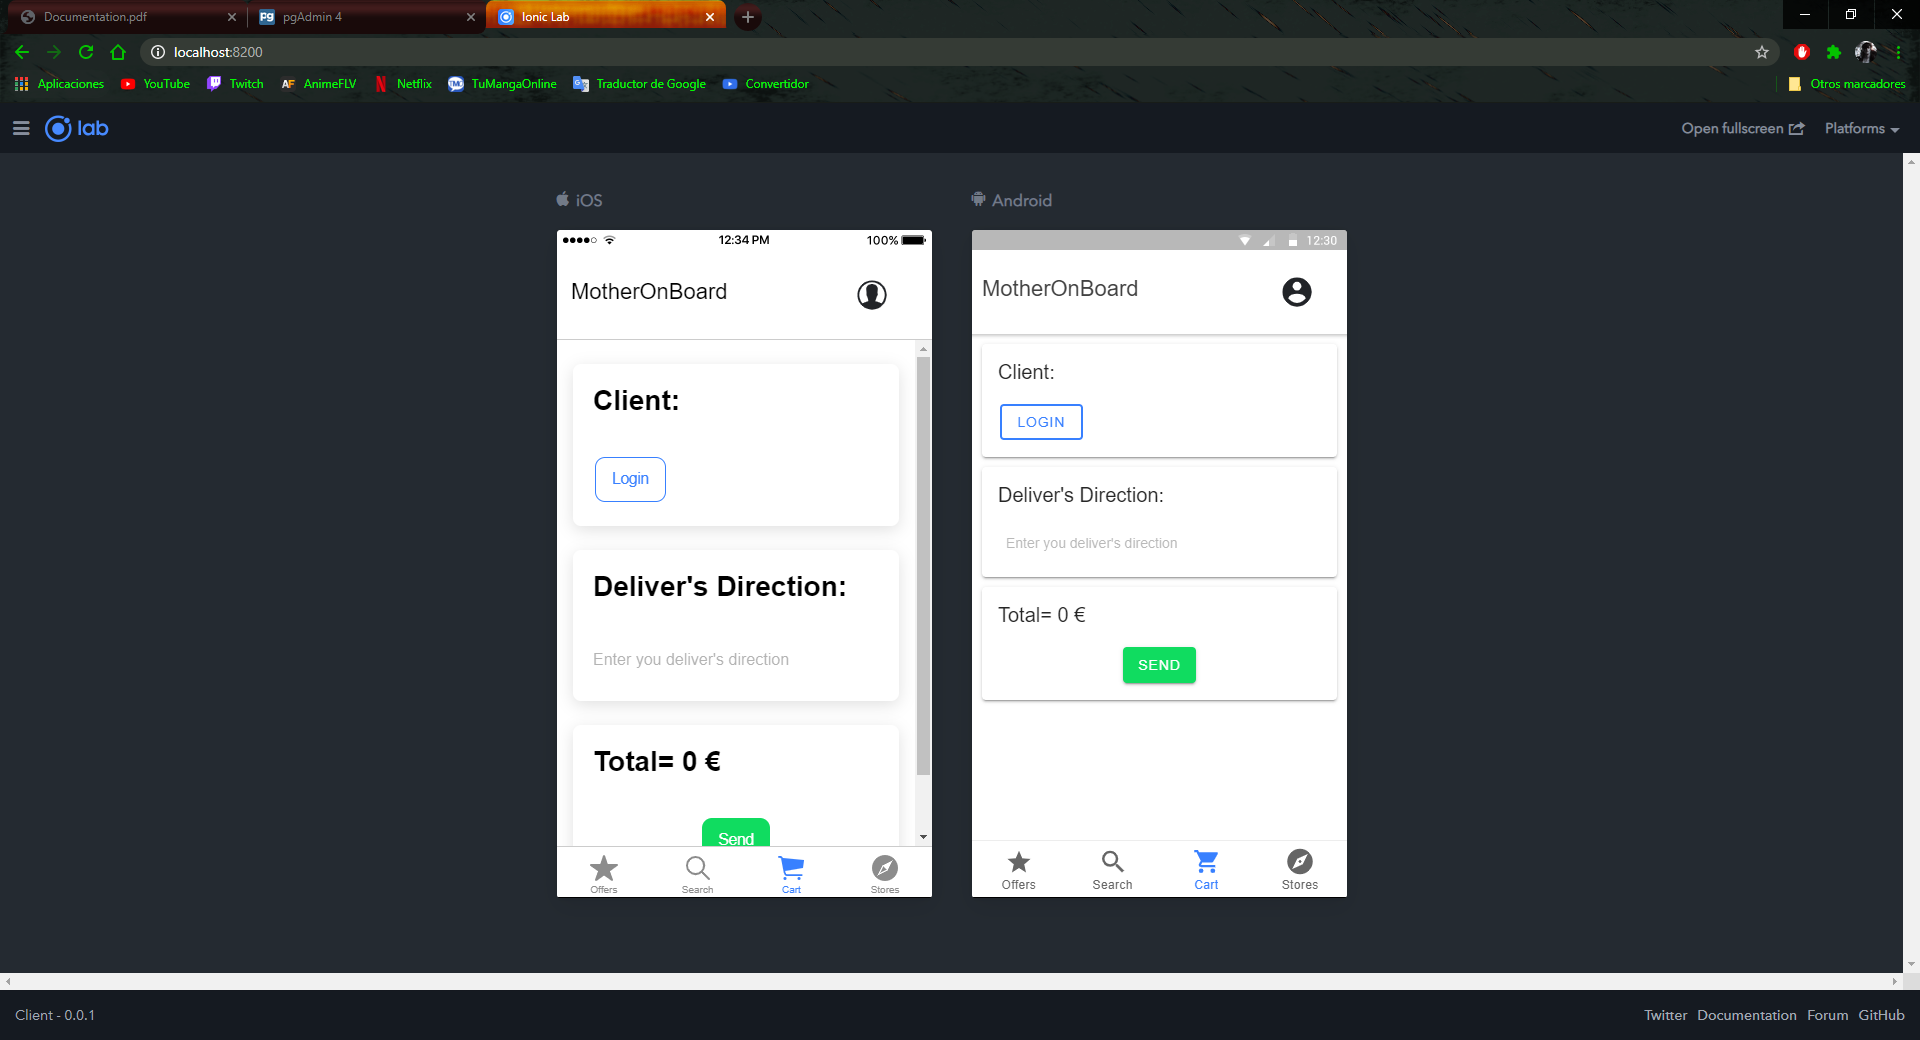 Documentation.pdf
pgAdmin 4
Ionic Lab
localhost:8200
Aplicaciones
YouTube
Twitch
AF AnimeFLV
Netflix
TuMangaOnline
Traductor de Google
Convertidor
Otros marcadores
lab
Open fullscreen
Platforms
iOS
12:34 PM
100%
MotherOnBoard
Client:
Login
Deliver's Direction:
Enter you deliver's direction
Total= 0 €
Send
Offers
Search
Cart
Stores
Android
12:30
MotherOnBoard
Client:
LOGIN
Deliver's Direction:
Enter you deliver's direction
Total= 0 €
SEND
Offers
Search
Cart
Stores
Client - 0.0.1
Twitter
Documentation
Forum
GitHub